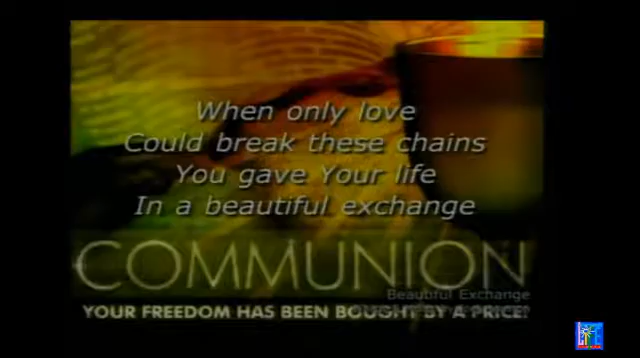 When only love
Could break these chains
You gave Your life
In a beautiful exchange
COMMUNION
Beautiful Exchange
YOUR FREEDOM HAS BEEN BOUGHT BY A PRICE!
LIFE